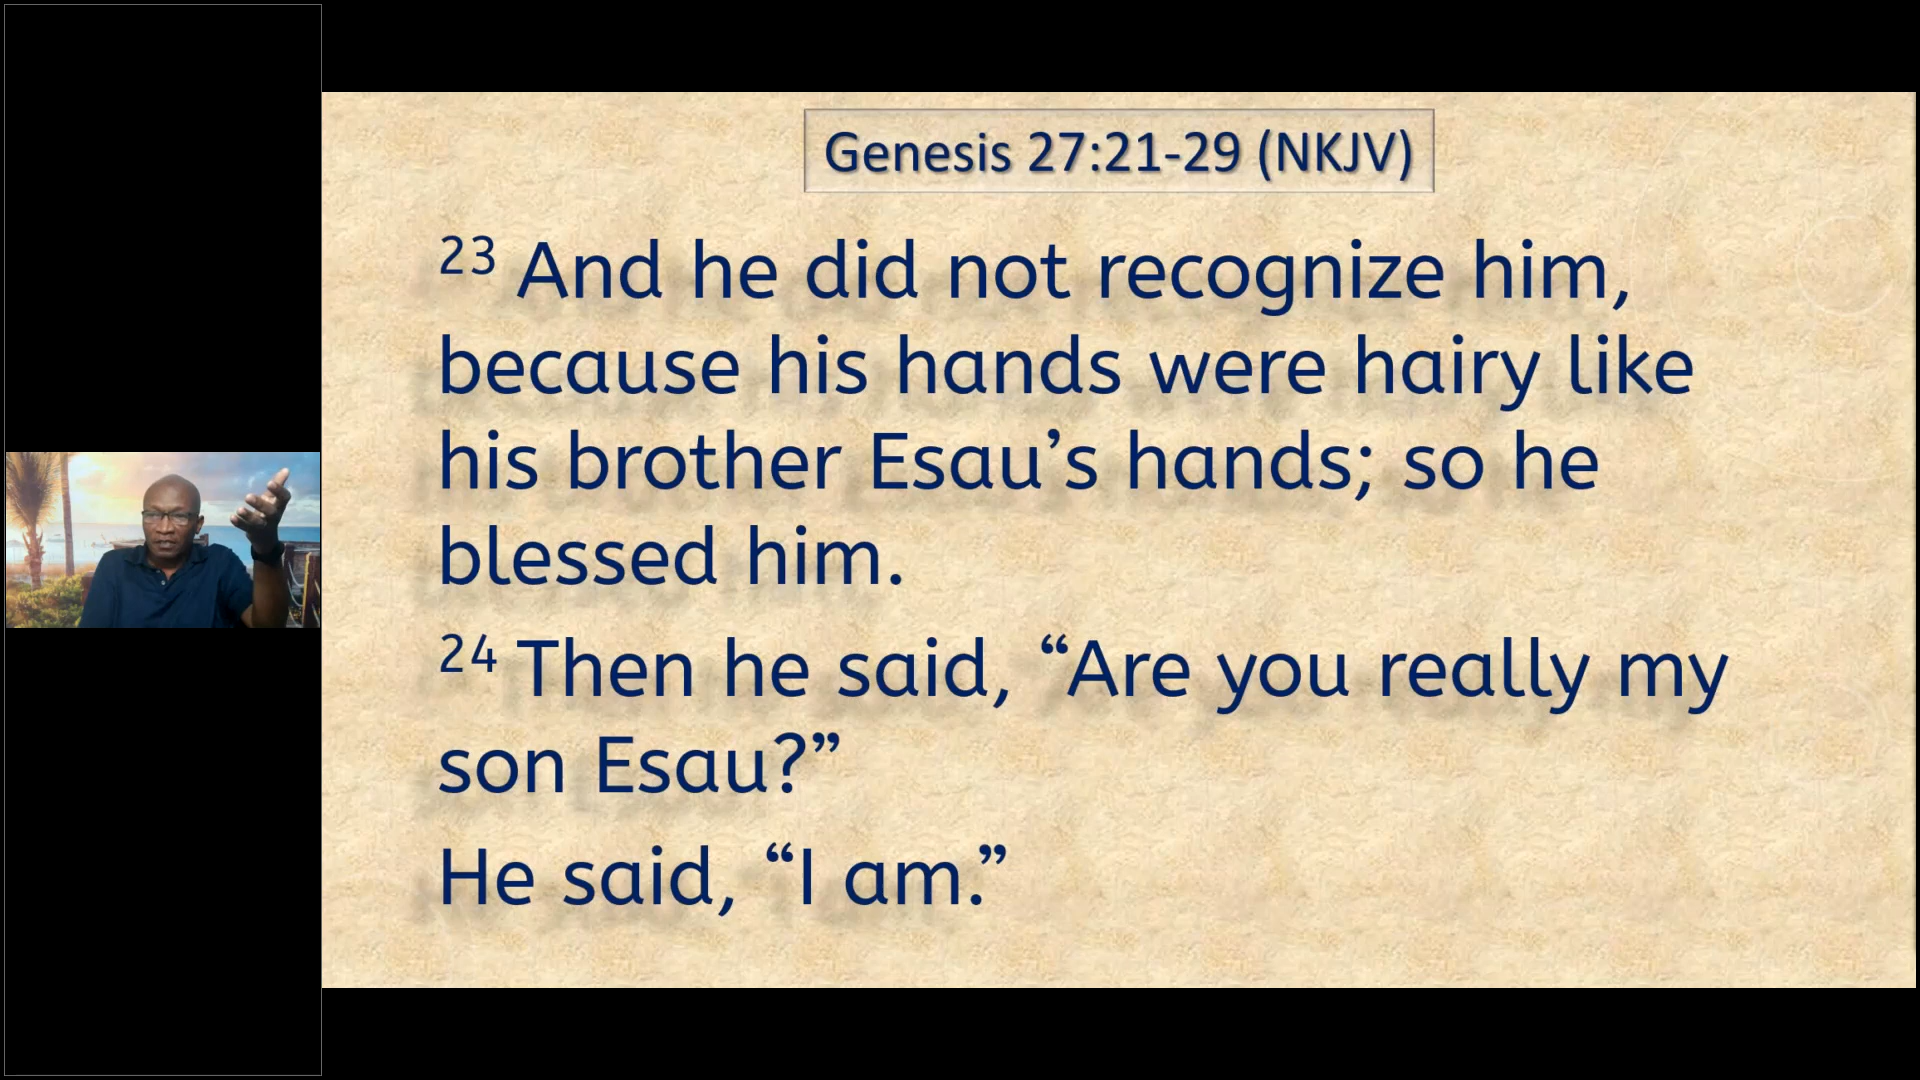 Genesis 27:21-29 (NKJV)
23 And he did not recognize him,
because his hands were hairy like
his brother Esau’s hands; so he
blessed him.
24 Then he said, “Are you really my
son Esau?”
He said, “I am.”